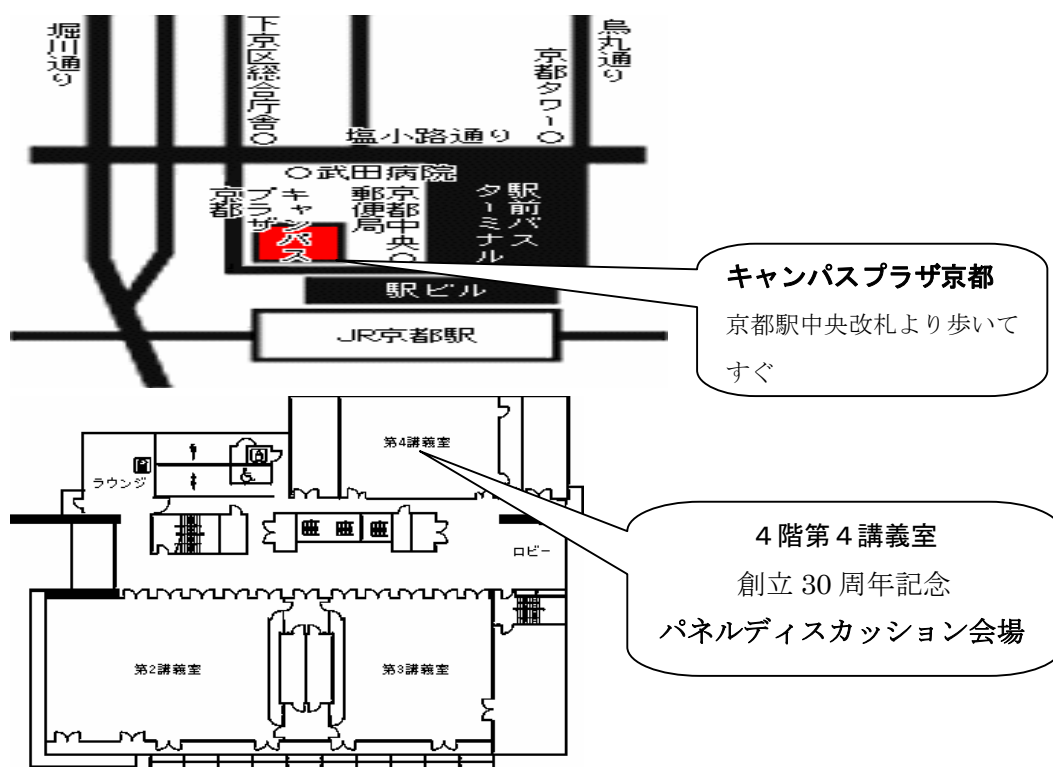 堀川通り
下京区総合庁舎
京都タワー
烏丸通り
塩小路通り
武田病院
京都
キャンパス
プラザ
京都中央
郵便局
駅前バス
ターミナル
駅ビル
JR京都駅
キャンパスプラザ京都
京都駅中央改札より歩いて
すぐ
第4講義室
ラウンジ
ロビー
第2講義室
第3講義室
４階第４講義室
創立 30 周年記念
パネルディスカッション会場